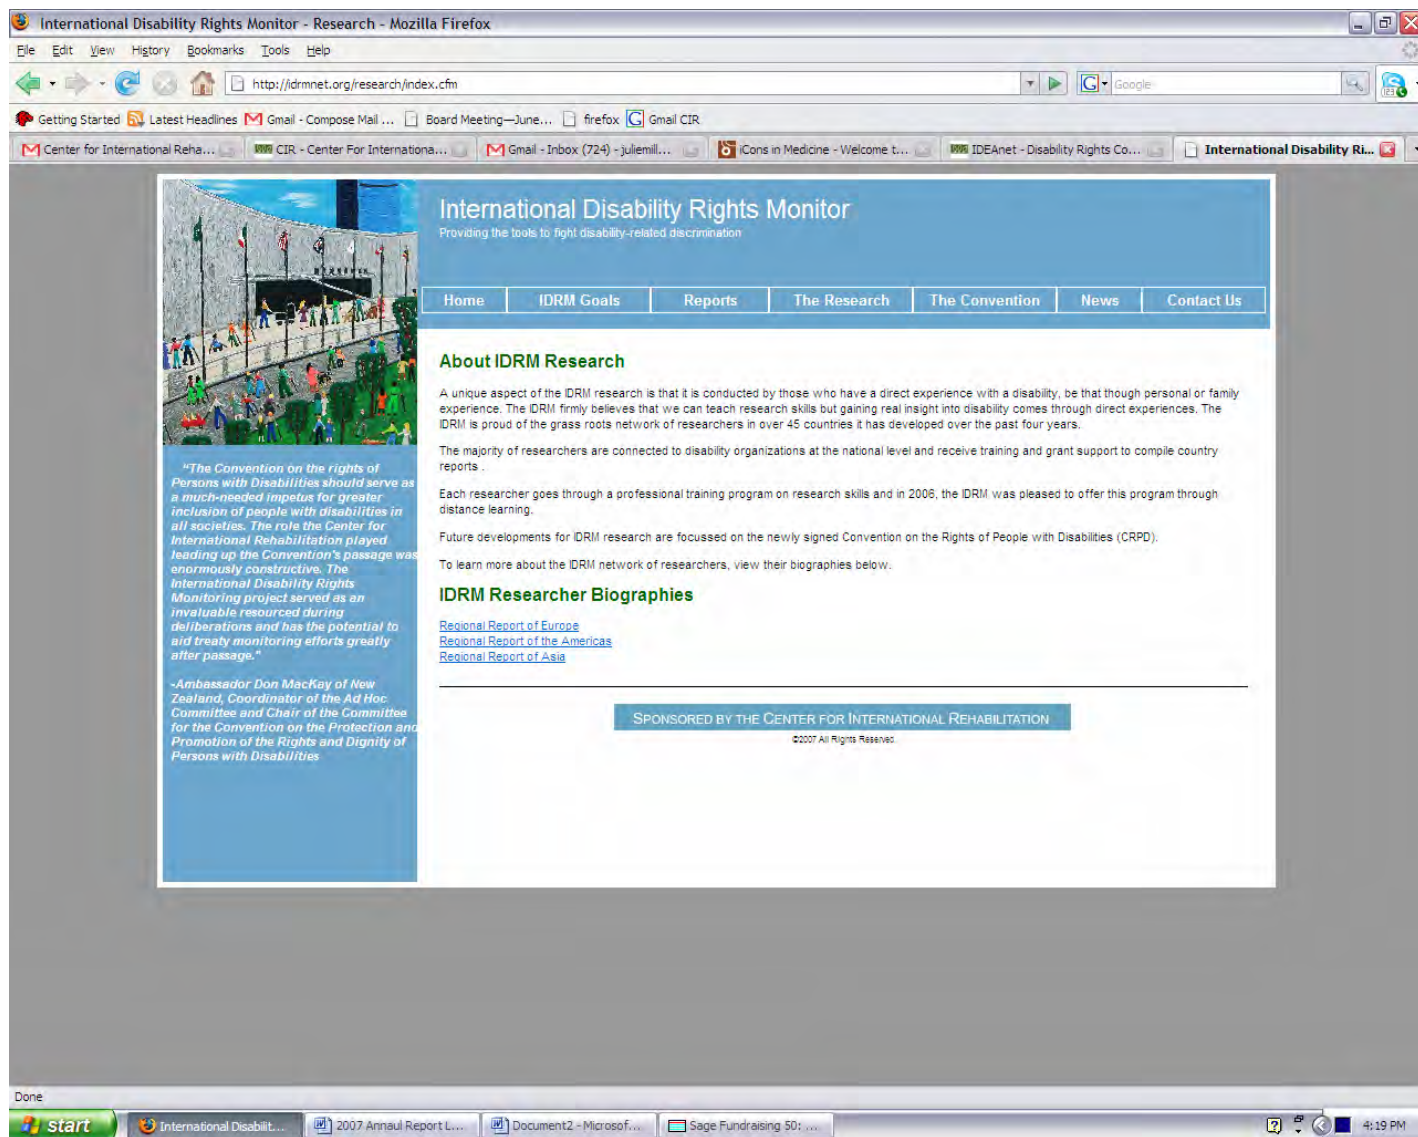 International Disability Rights Monitor - Research - Mozilla Firefox
File Edit View History Bookmarks Tools Help
http://idrmnet.org/research/index.cfm
Google
Getting Started Latest Headlines Gmail - Compose Mail ... Board Meeting—June... firefox Gmail CIR
Center for International Reha... CIR - Center For Internationa... Gmail - Inbox (724) - juliemill... iCons in Medicine - Welcome t... IDEAnet - Disability Rights Co... International Disability Ri...
International Disability Rights Monitor
Providing the tools to fight disability-related discrimination
Home IDRM Goals Reports The Research The Convention News Contact Us
About IDRM Research
A unique aspect of the IDRM research is that it is conducted by those who have a direct experience with a disability, be that though personal or family
experience. The IDRM firmly believes that we can teach research skills but gaining real insight into disability comes through direct experiences. The
IDRM is proud of the grass roots network of researchers in over 45 countries it has developed over the past four years.
The majority of researchers are connected to disability organizations at the national level and receive training and grant support to compile country
reports .
Each researcher goes through a professional training program on research skills and in 2006, the IDRM was pleased to offer this program through
distance learning.
Future developments for IDRM research are focussed on the newly signed Convention on the Rights of People with Disabilities (CRPD).
To learn more about the IDRM network of researchers, view their biographies below.
IDRM Researcher Biographies
Regional Report of Europe
Regional Report of the Americas
Regional Report of Asia
SPONSORED BY THE CENTER FOR INTERNATIONAL REHABILITATION
©2007 All Rights Reserved
"The Convention on the rights of
Persons with Disabilities should serve as
a much-needed impetus for greater
inclusion of people with disabilities in
all societies. The role the Center for
International Rehabilitation played
leading up the Convention's passage was
enormously constructive. The
International Disability Rights
Monitoring project served as an
invaluable resourced during
deliberations and has the potential to
aid treaty monitoring efforts greatly
after passage."
-Ambassador Don MacKay of New
Zealand, Coordinator of the Ad Hoc
Committee and Chair of the Committee
for the Convention on the Protection and
Promotion of the Rights and Dignity of
Persons with Disabilities
Done
start International Disabilit... 2007 Annaul Report L... Document2 - Microsof... Sage Fundraising 50: ... 4:19 PM